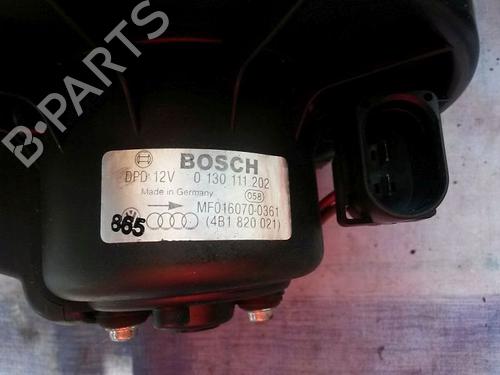 B-PARTS
BOSCH
DPD 12V 0 130 111 202
Made in Germany 058
MF016070-0361
865 (4B1 820 021)